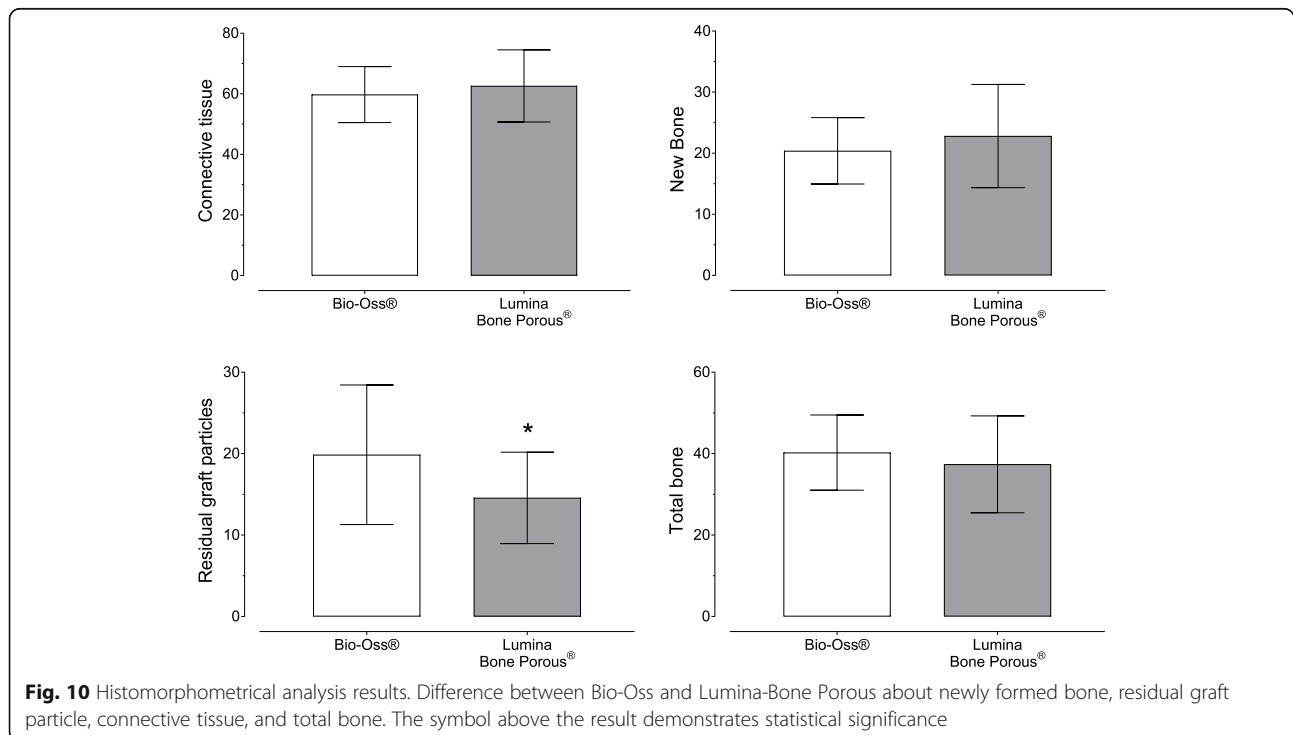 80
60
40
20
0
Connective tissue
Bio-Oss®
Lumina
Bone Porous®
40
30
20
10
0
New Bone
Bio-Oss®
Lumina
Bone Porous®
30
20
10
0
Residual graft particles
*
Bio-Oss®
Lumina
Bone Porous®
60
40
20
0
Total bone
Bio-Oss®
Lumina
Bone Porous®
Fig. 10 Histomorphometrical analysis results. Difference between Bio-Oss and Lumina-Bone Porous about newly formed bone, residual graft
particle, connective tissue, and total bone. The symbol above the result demonstrates statistical significance